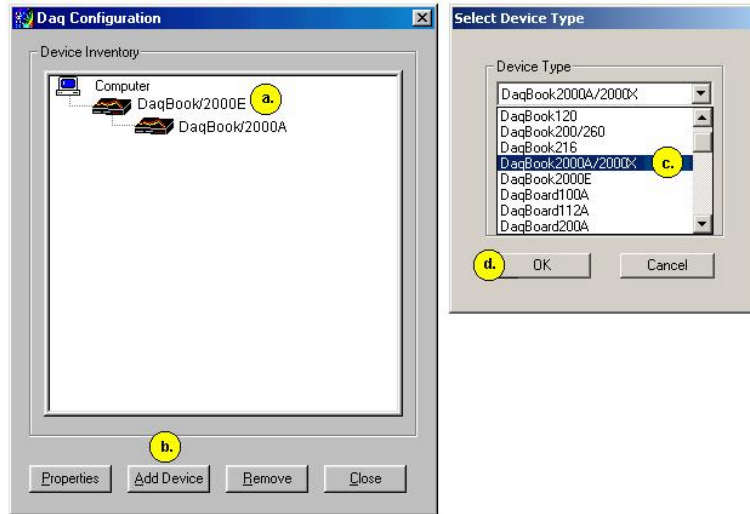 Daq Configuration
Device Inventory
Computer
DaqBook/2000E
a.
DaqBook/2000A
b.
Properties
Add Device
Remove
Close
Select Device Type
Device Type
DaqBook2000A/2000X
DaqBook120
DaqBook200/260
DaqBook216
DaqBook2000A/2000X
c.
DaqBook2000E
DaqBoard100A
DaqBoard112A
DaqBoard200A
d.
OK
Cancel